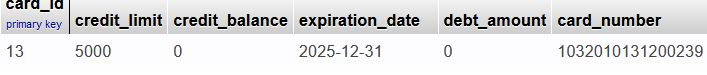 card_id
primary key credit_limit credit_balance expiration_date debt_amount card_number
13 5000 0 2025-12-31 0 1032010131200239